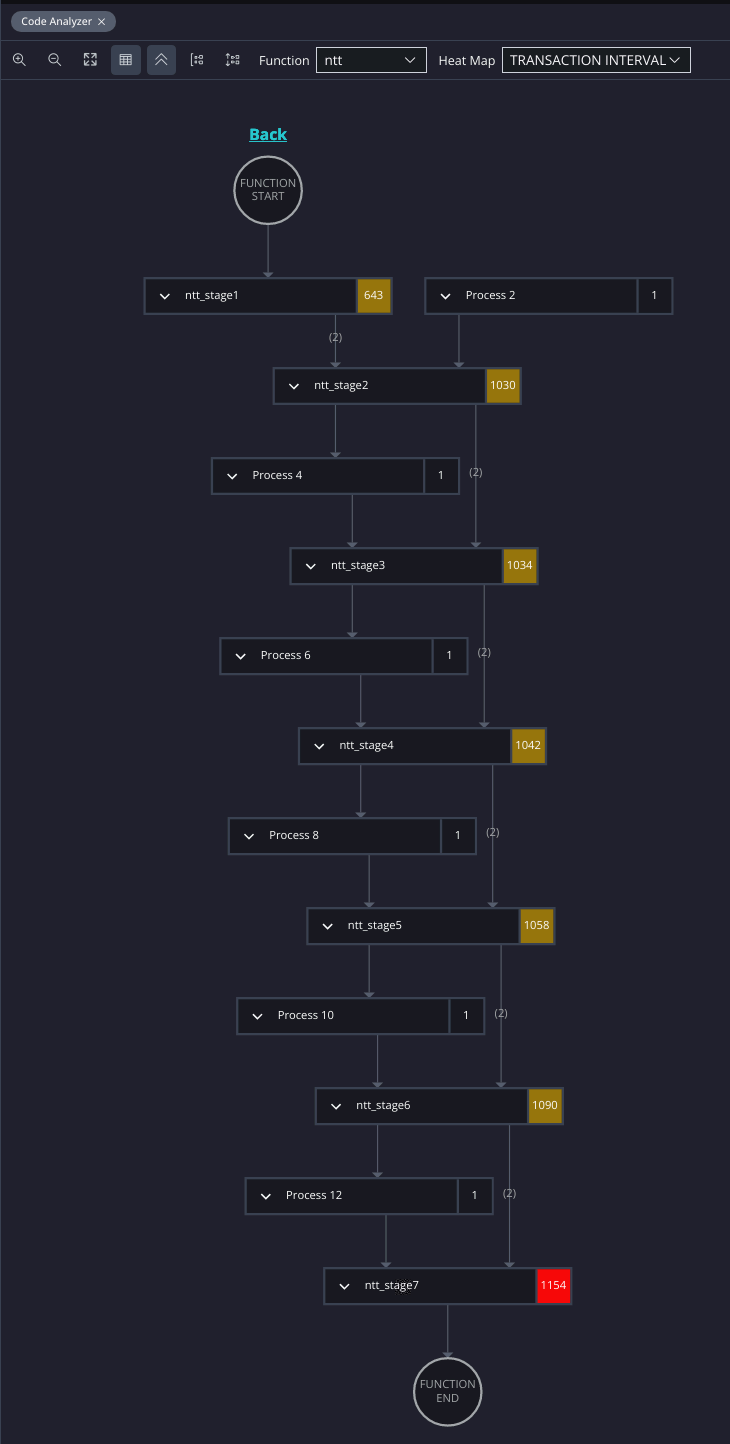 Code Analyzer
Function ntt Heat Map TRANSACTION INTERVAL
Back
FUNCTION
START
ntt_stage1 643 Process 2 1
(2)
ntt_stage2 1030
Process 4 1 (2)
ntt_stage3 1034
Process 6 1 (2)
ntt_stage4 1042
Process 8 1 (2)
ntt_stage5 1058
Process 10 1 (2)
ntt_stage6 1090
Process 12 1 (2)
ntt_stage7 1154
FUNCTION
END